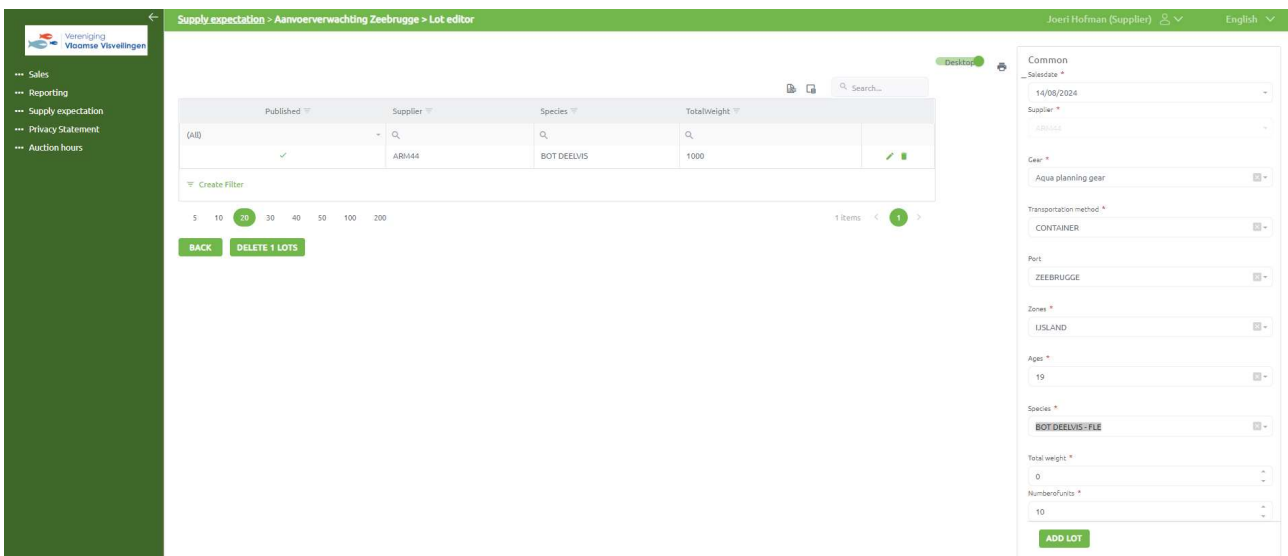 Vereniging
Vlaamse Visveilingen
Sales
Reporting
Supply expectation
Privacy Statement
Auction hours
Supply expectation > Aanvoerverwachting Zeebrugge > Lot editor
Joeri Hofman (Supplier)
English
Desktop
Search...
Published Supplier Species TotalWeight
(All)
ARM44 BOT DEELVIS 1000
Create Filter
5 10 20 30 40 50 100 200
1 items < 1 >
BACK DELETE 1 LOTS
Common
Salesdate *
14/08/2024
Supplier *
ARM44
Gear *
Aqua planning gear
Transportation method *
CONTAINER
Port
ZEEBRUGGE
Zones *
IJSLAND
Ages *
19
Species *
BOT DEELVIS - FLE
Total weight *
0
Numberofunits *
10
ADD LOT